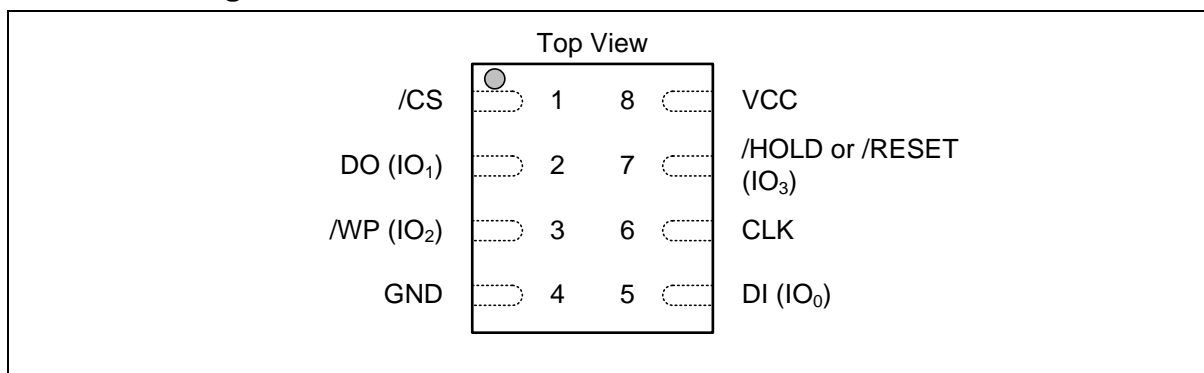 g
Top View
/CS 1 8 VCC
DO (IO₁) 2 7 /HOLD or /RESET
(IO₃)
/WP (IO₂) 3 6 CLK
GND 4 5 DI (IO₀)